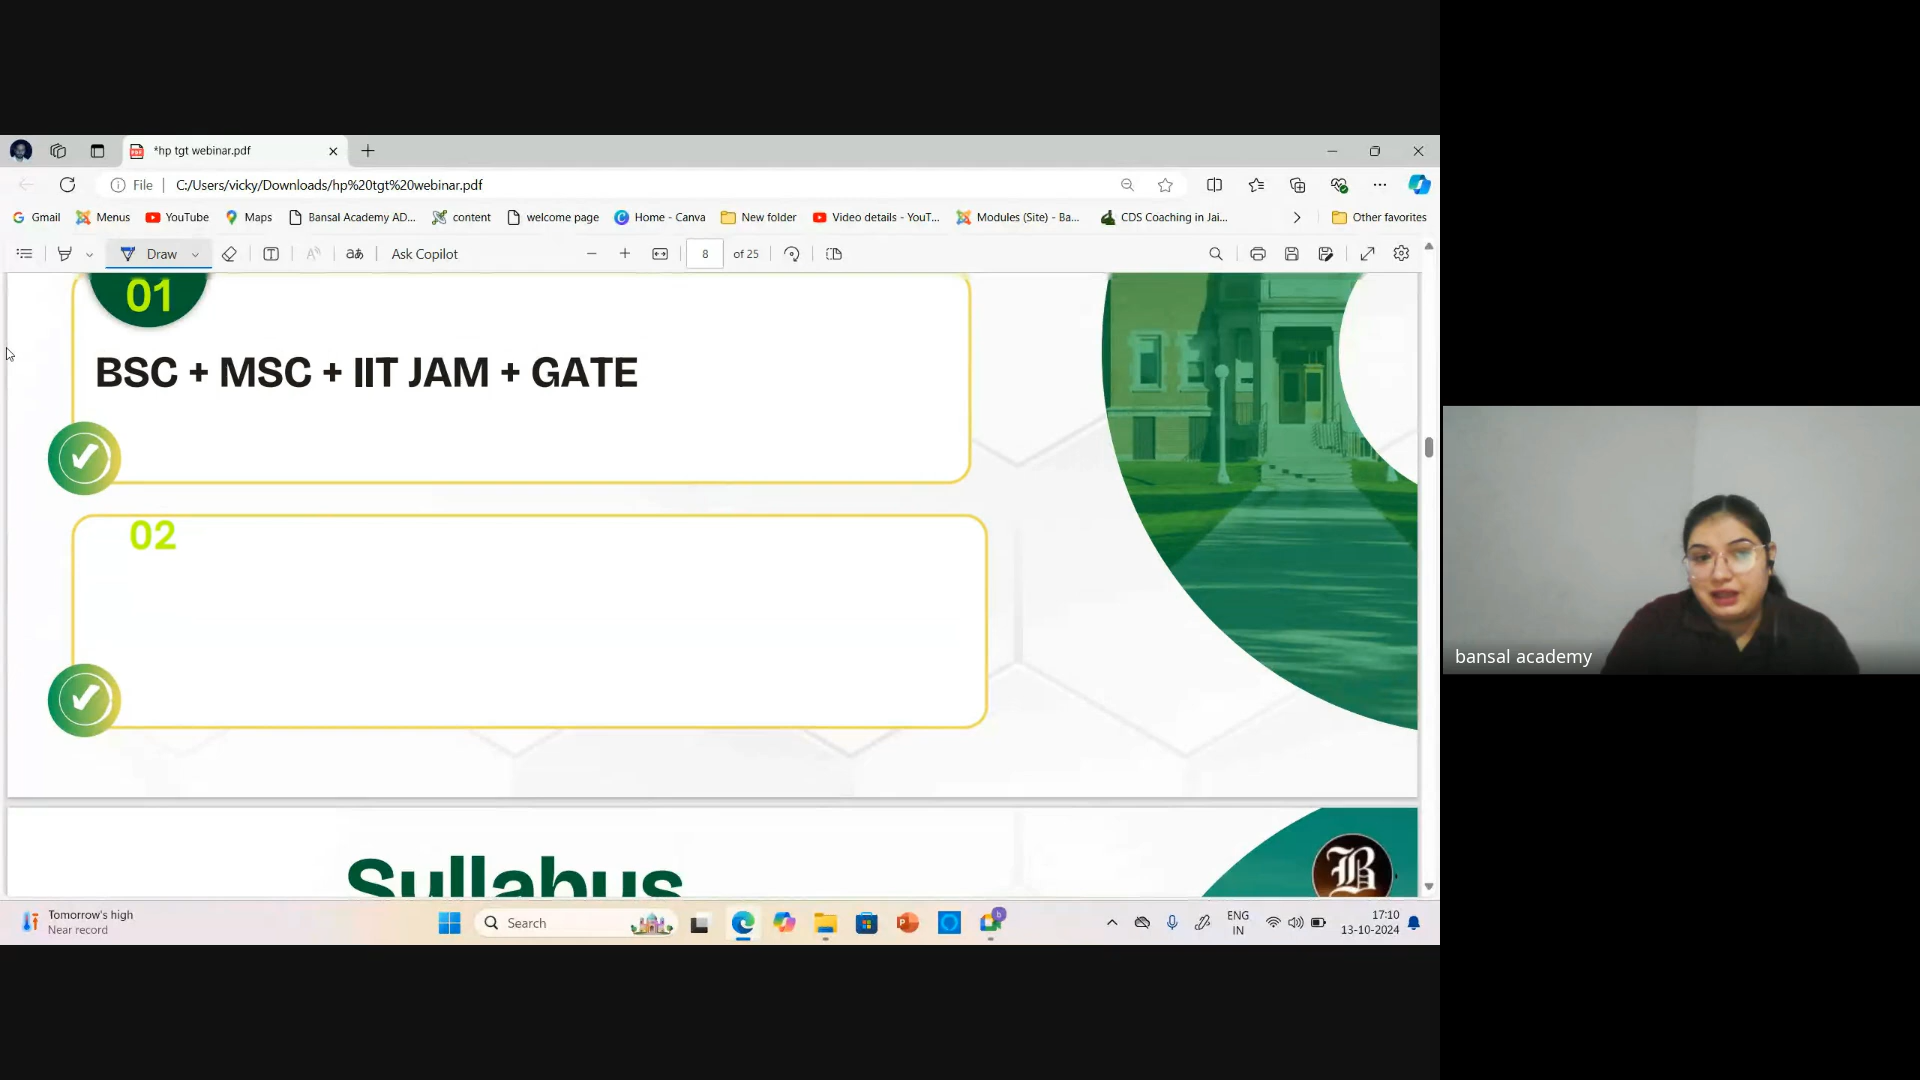 *hp tgt webinar.pdf
File
C:/Users/vicky/Downloads/hp%20tgt%20webinar.pdf
Gmail
Menus
YouTube
Maps
Bansal Academy AD...
content
welcome page
Home - Canva
New folder
Video details - YouT...
Modules (Site) - Ba...
CDS Coaching in Jai...
Other favorites
Draw
Ask Copilot
8
of 25
01
BSC + MSC + IIT JAM + GATE
02
Sullabus
B
bansal academy
Tomorrow's high
Near record
Search
ENG
IN
17:10
13-10-2024